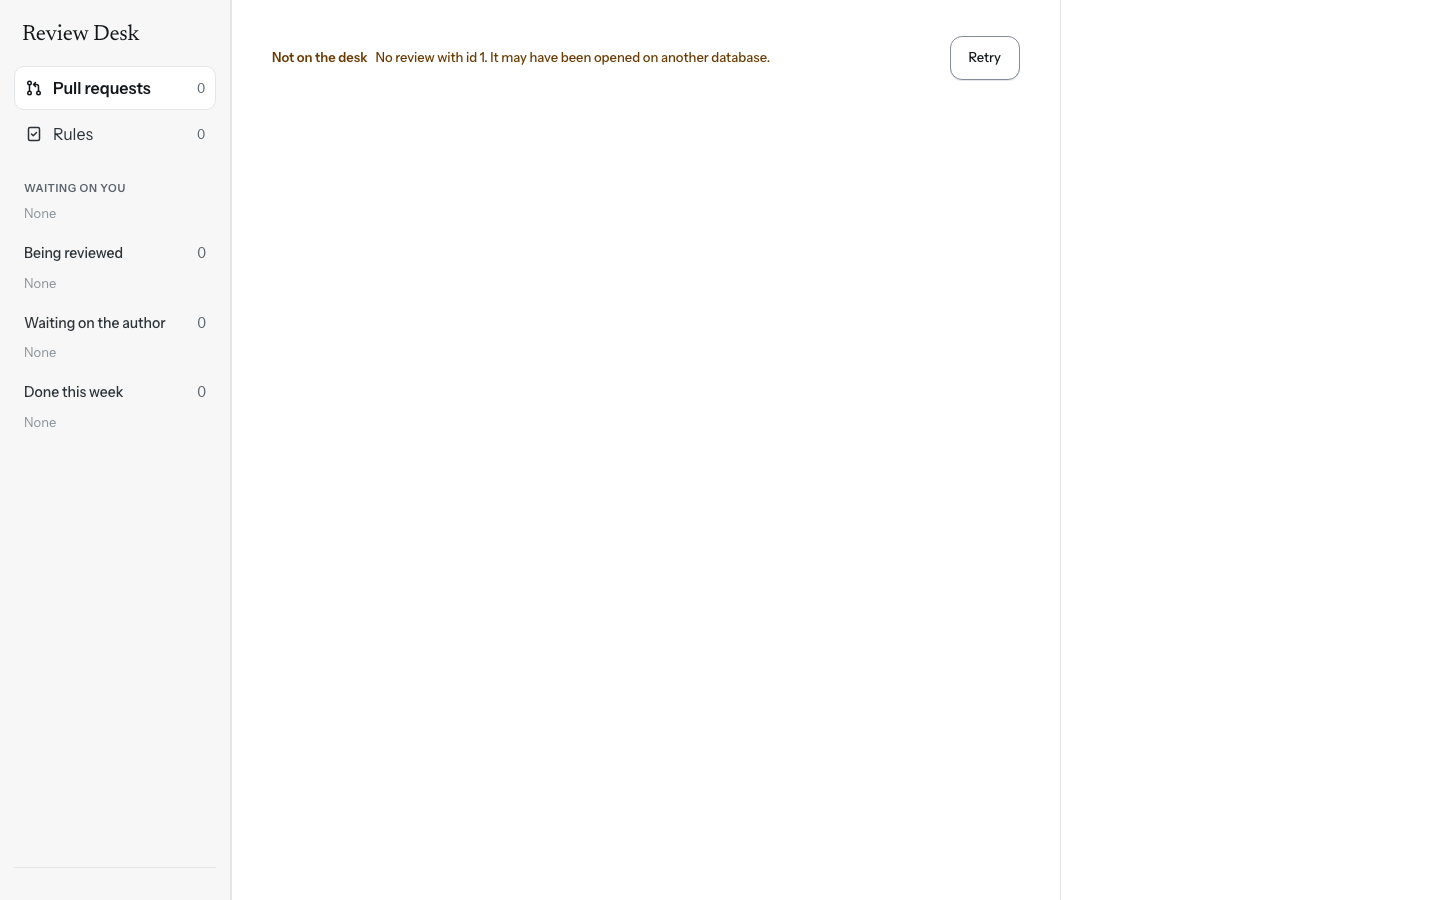 Review Desk
Pull requests 0
Rules 0
WAITING ON YOU
None
Being reviewed 0
None
Waiting on the author 0
None
Done this week 0
None
Not on the desk No review with id 1. It may have been opened on another database.
Retry